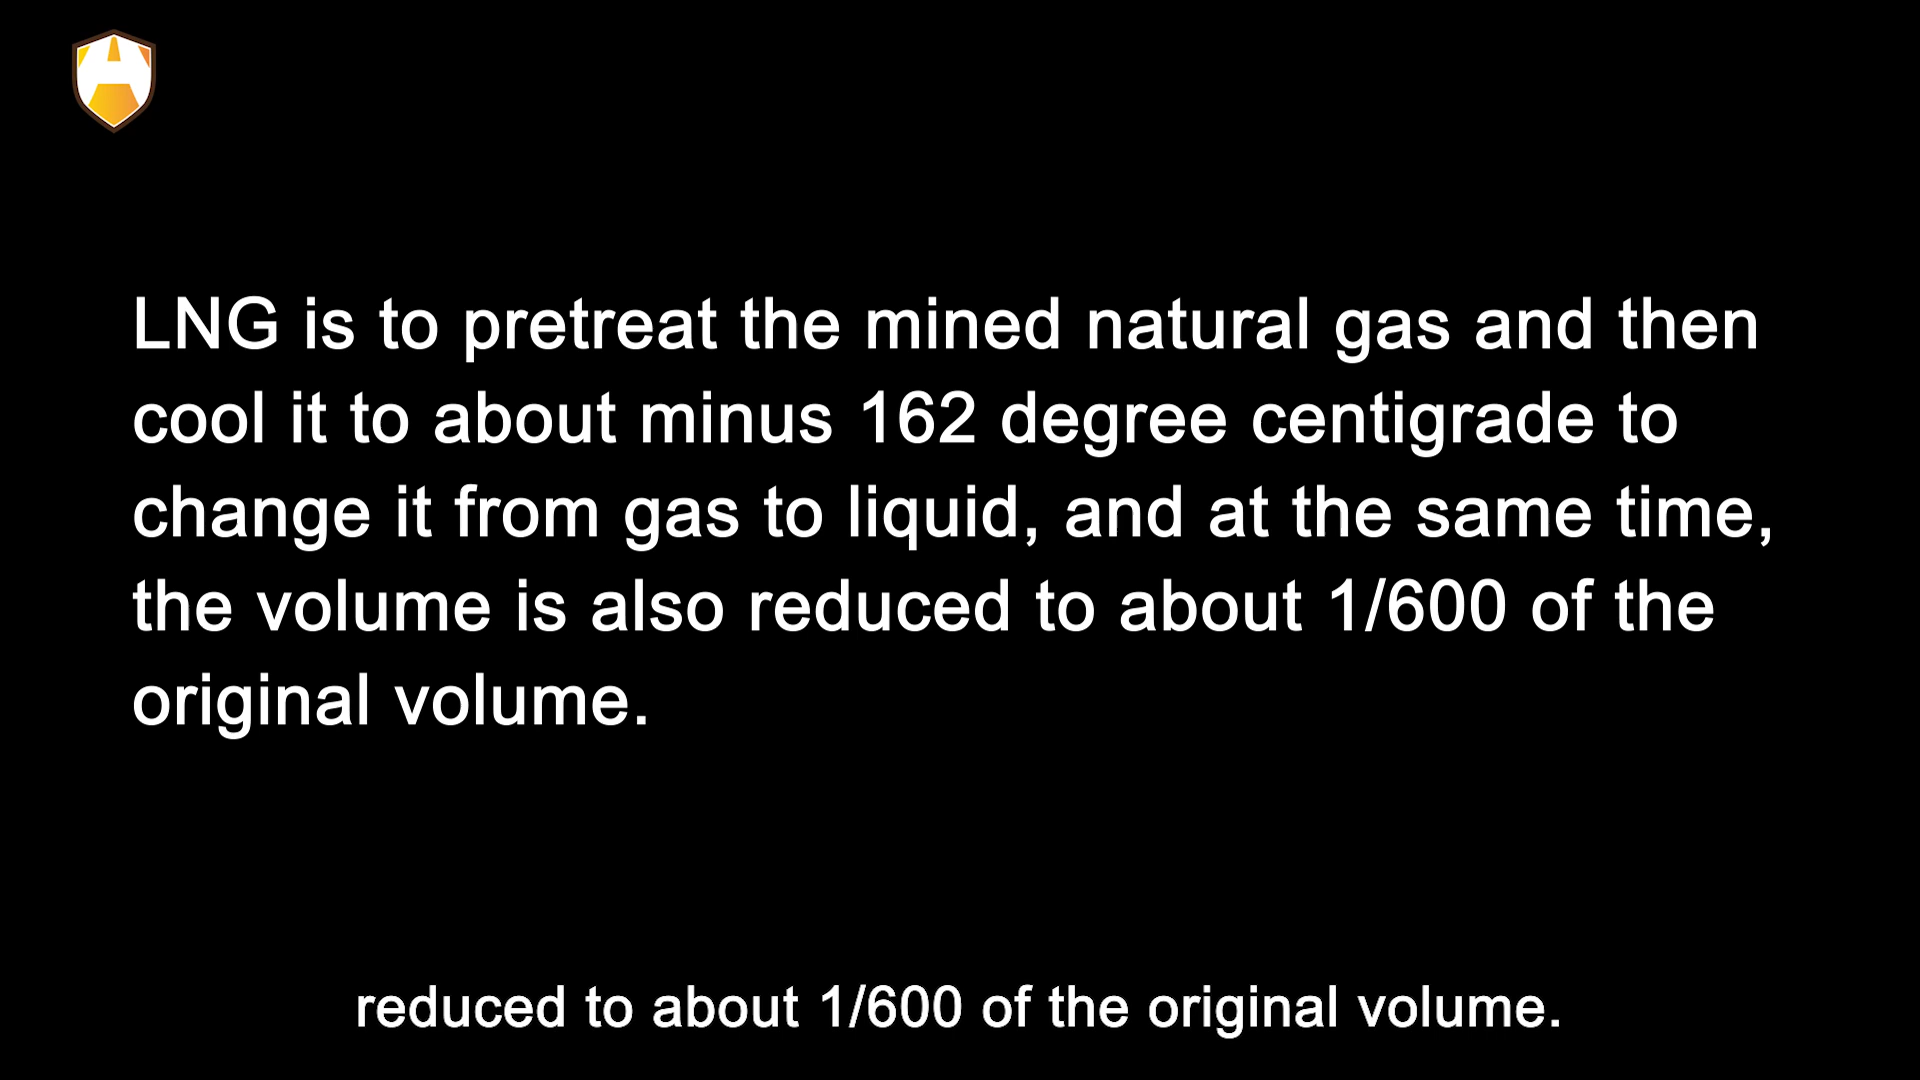 LNG is to pretreat the mined natural gas and then
cool it to about minus 162 degree centigrade to
change it from gas to liquid, and at the same time,
the volume is also reduced to about 1/600 of the
original volume.
reduced to about 1/600 of the original volume.